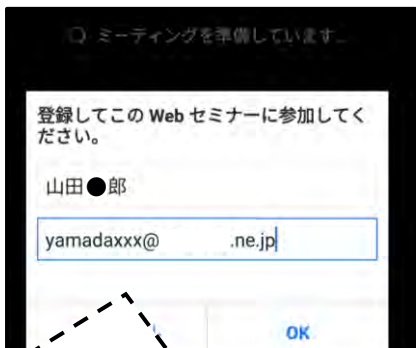 ミーティングを準備しています...
登録してこの Web セミナーに参加してく
ださい。
山田●郎
yamadaxxx@ .ne.jp
OK